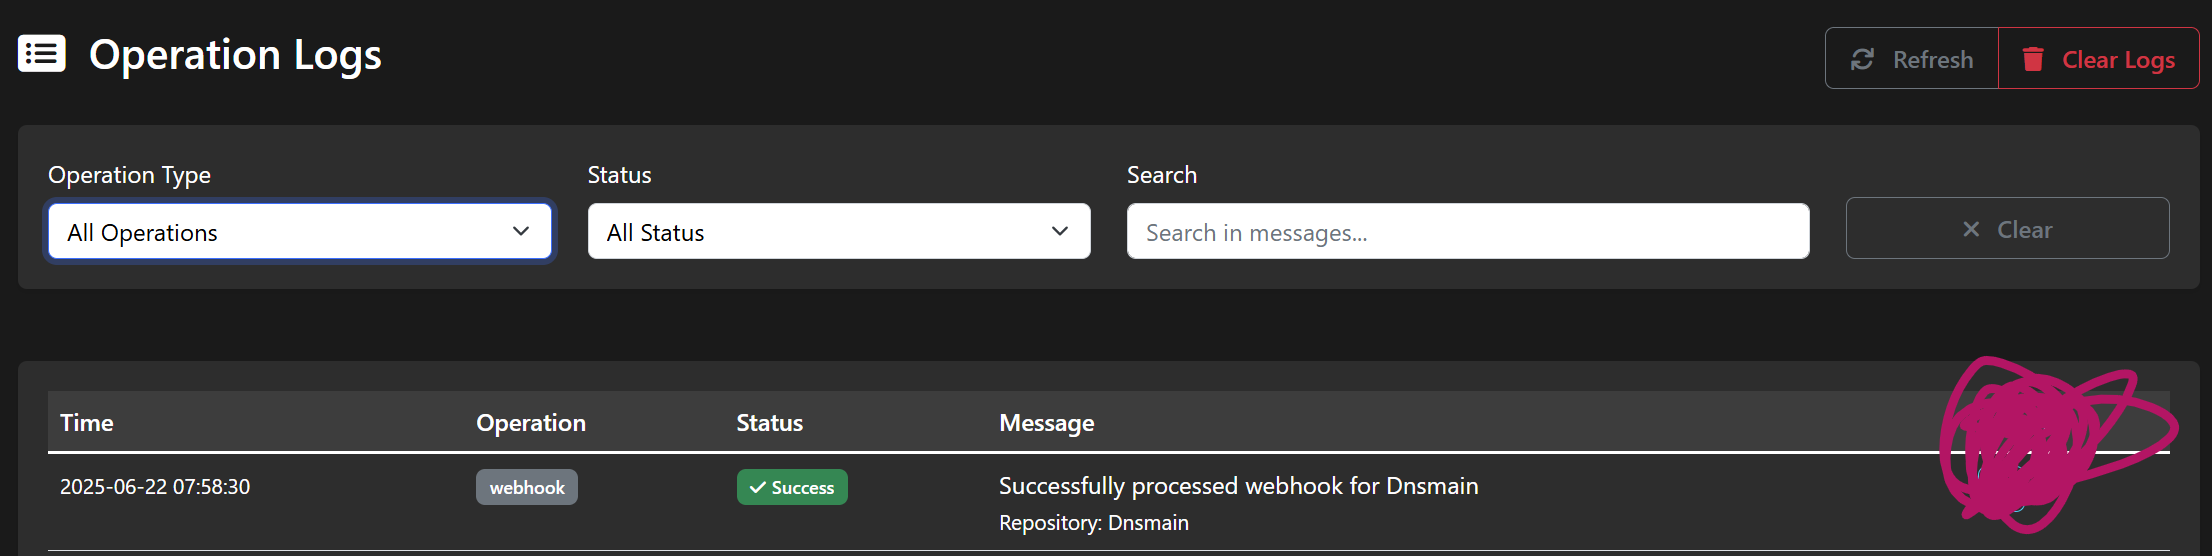 Operation Logs
Refresh
Clear Logs
Operation Type
Status
Search
All Operations
All Status
Search in messages...
Clear
Time
Operation
Status
Message
2025-06-22 07:58:30
webhook
Success
Successfully processed webhook for Dnsmain
Repository: Dnsmain